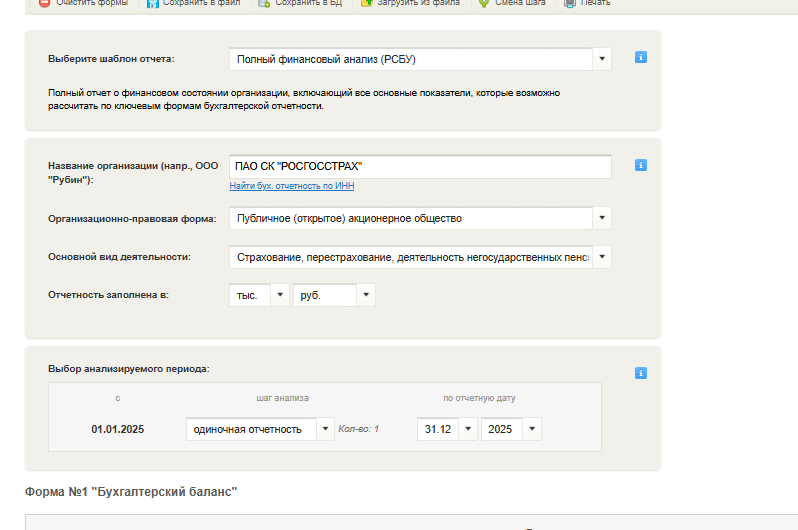 Очистить формы Сохранить в файл Сохранить в БД Загрузить из файла Смена шага Печать
Выберите шаблон отчета: Полный финансовый анализ (РСБУ)
Полный отчет о финансовом состоянии организации, включающий все основные показатели, которые возможно
рассчитать по ключевым формам бухгалтерской отчетности.
Название организации (напр., ООО
"Рубин"): ПАО СК "РОСГОССТРАХ"
Найти бух. отчетность по ИНН
Организационно-правовая форма: Публичное (открытое) акционерное общество
Основной вид деятельности: Страхование, перестрахование, деятельность негосударственных пенс
Отчетность заполнена в: тыс. руб.
Выбор анализируемого периода:
с шаг анализа по отчетную дату
01.01.2025 одиночная отчетность Кол-во: 1 31.12 2025
Форма №1 "Бухгалтерский баланс"